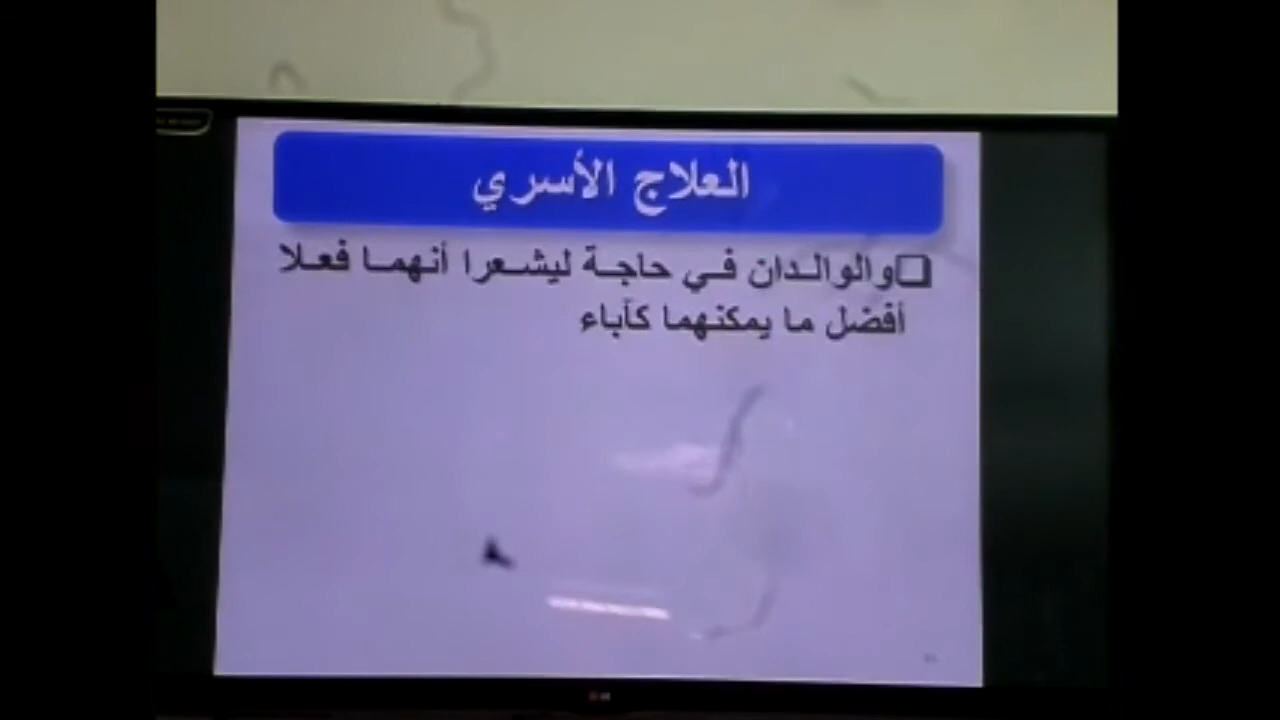 العلاج الأسري
والوالدان في حاجة ليشعرا أنهما فعلا
أفضل ما يمكنهما كآباء